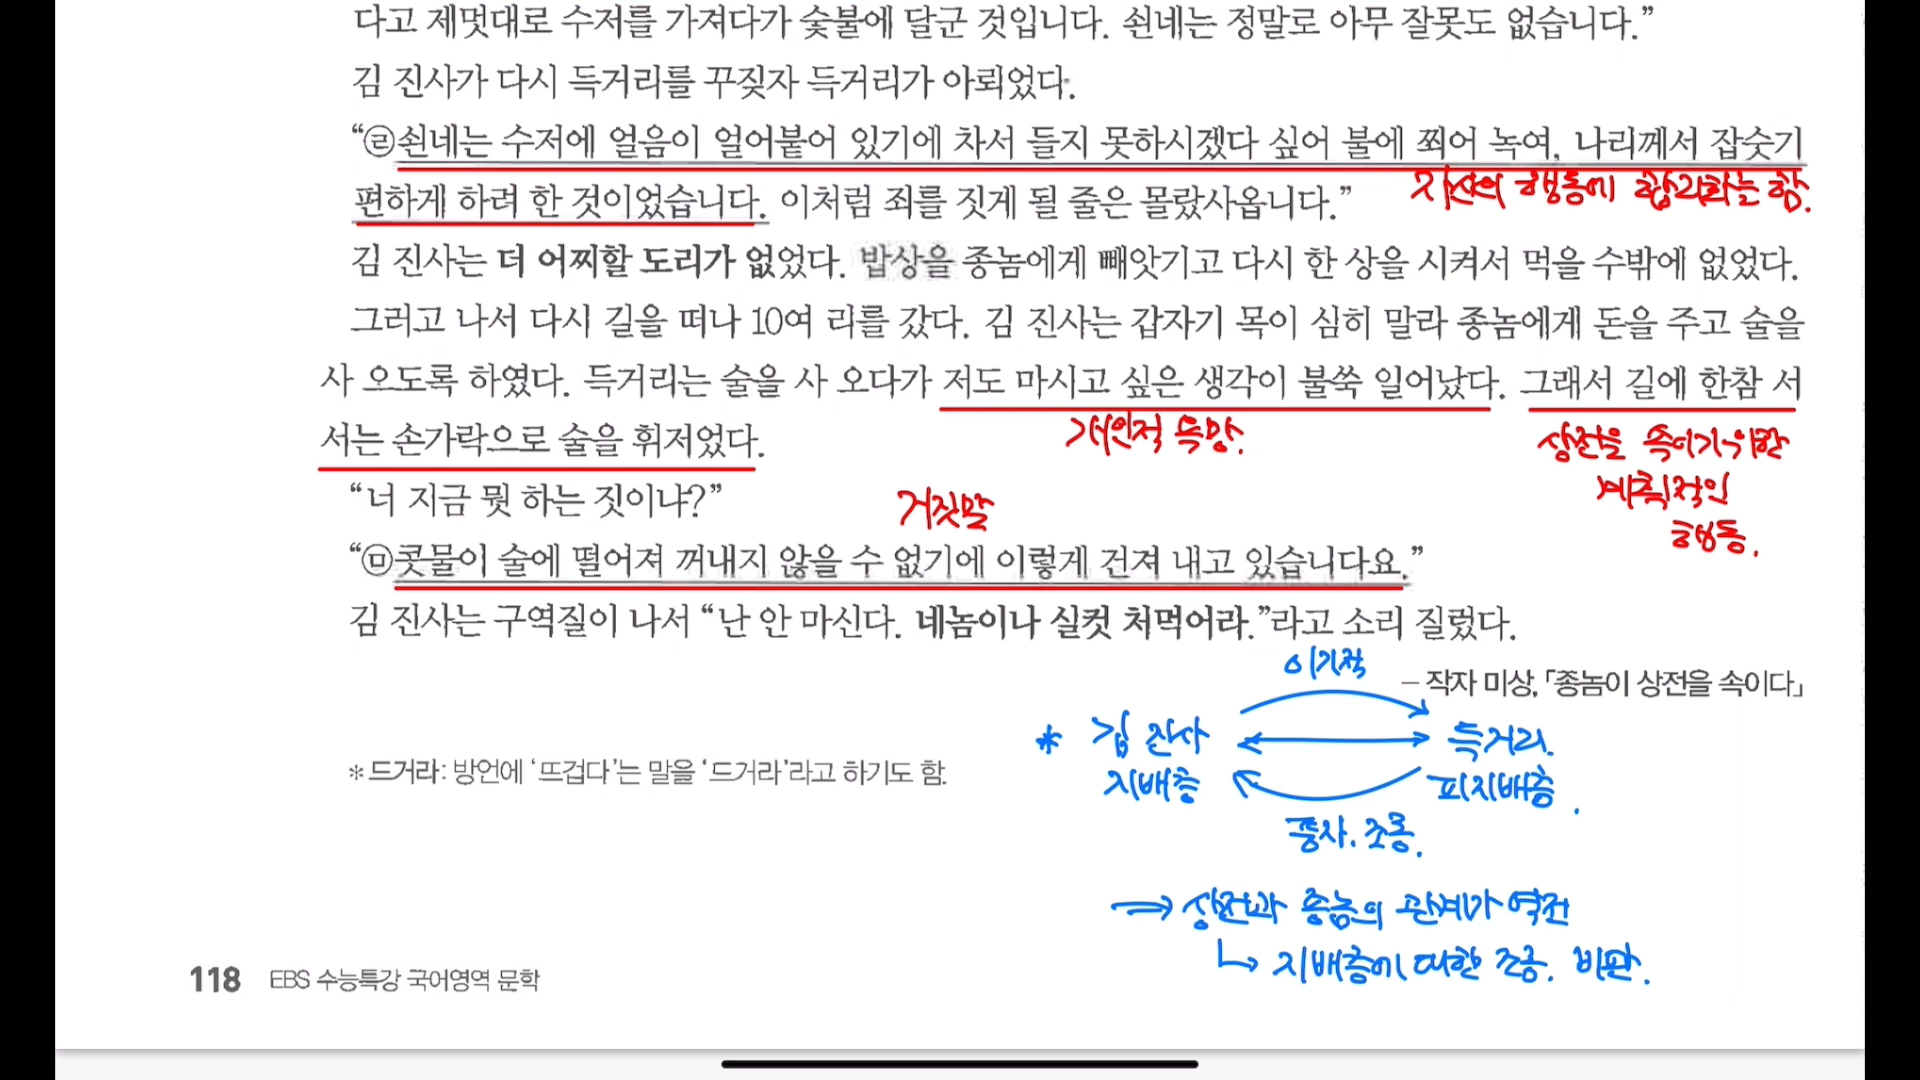 다고 제멋대로 수저를 가져다가 숯불에 달군 것입니다. 쇤네는 정말로 아무 잘못도 없습니다.”
김 진사가 다시 득거리를 꾸짖자 득거리가 아뢰었다.
“㉣쇤네는 수저에 얼음이 얼어붙어 있기에 차서 들지 못하시겠다 싶어 불에 쬐어 녹여, 나리께서 잡숫기
자신의 행동에 합리화를 함.
편하게 하려 한 것이었습니다. 이처럼 죄를 짓게 될 줄은 몰랐사옵니다.”
김 진사는 더 어찌할 도리가 없었다. 밥상을 종놈에게 빼앗기고 다시 한 상을 시켜서 먹을 수밖에 없었다.
그러고 나서 다시 길을 떠나 10여 리를 갔다. 김 진사는 갑자기 목이 심히 말라 종놈에게 돈을 주고 술을
사 오도록 하였다. 득거리는 술을 사 오다가 저도 마시고 싶은 생각이 불쑥 일어났다. 그래서 길에 한참 서
개인적 욕망.
상전을 속이기 위한
계획적인
행동.
서는 손가락으로 술을 휘저었다.
“너 지금 뭣 하는 짓이냐?”
거짓말
“㉤콧물이 술에 떨어져 꺼내지 않을 수 없기에 이렇게 건져 내고 있습니다요.”
김 진사는 구역질이 나서 “난 안 마신다. 네놈이나 실컷 처먹어라.”라고 소리 질렀다.
- 작자 미상, 「종놈이 상전을 속이다」
이기적
* 김 진사 득거리.
지배층 피지배층.
풍자. 조롱.
⇒ 상전과 종놈의 관계가 역전
↳ 지배층에 대한 조롱. 비판.
*드거라: 방언에 ‘뜨겁다’는 말을 ‘드거라’라고 하기도 함.
118 EBS 수능특강 국어영역 문학